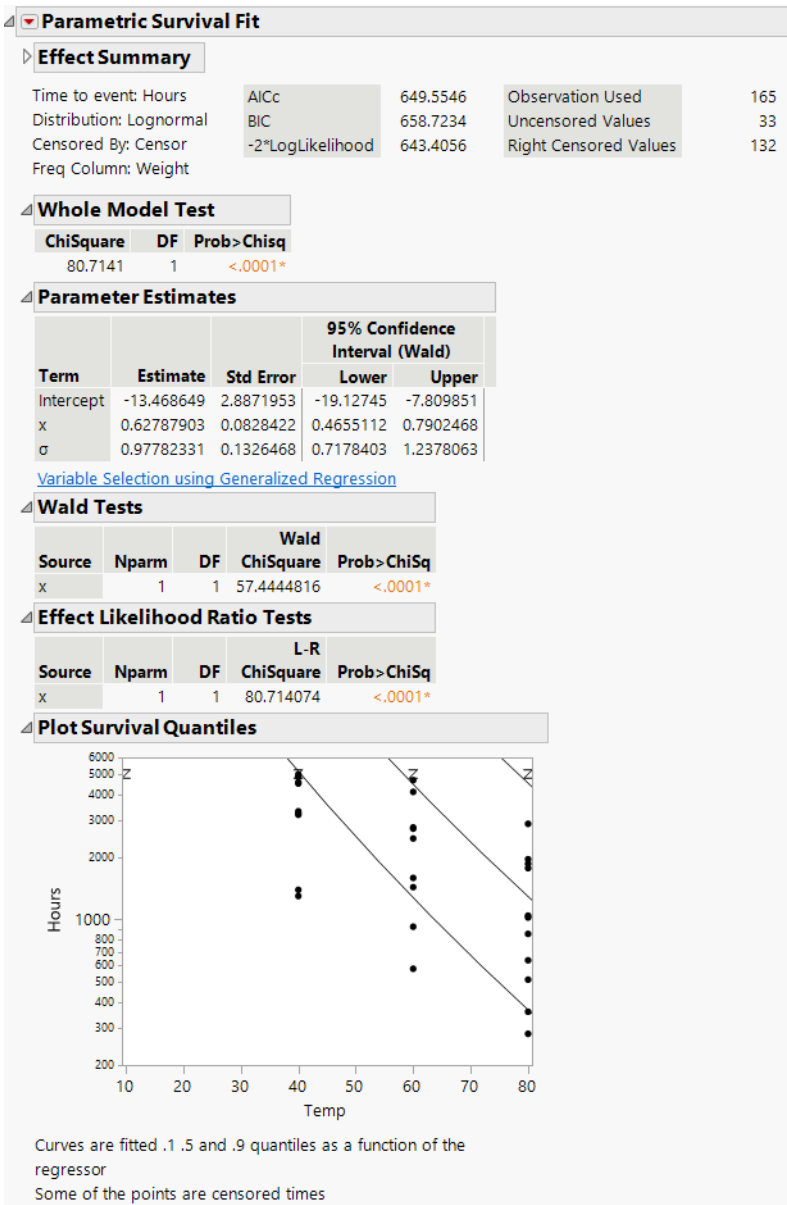 Parametric Survival Fit
Effect Summary
Time to event: Hours
Distribution: Lognormal
Censored By: Censor
Freq Column: Weight
AICc 649.5546
BIC 658.7234
-2*LogLikelihood 643.4056
Observation Used 165
Uncensored Values 33
Right Censored Values 132
Whole Model Test
ChiSquare DF Prob>Chisq
80.7141 1 <.0001*
Parameter Estimates
95% Confidence
Interval (Wald)
Term Estimate Std Error Lower Upper
Intercept -13.468649 2.8871953 -19.12745 -7.809851
x 0.62787903 0.0828422 0.4655112 0.7902468
σ 0.97782331 0.1326468 0.7178403 1.2378063
Variable Selection using Generalized Regression
Wald Tests
Wald
Source Nparm DF ChiSquare Prob>ChiSq
x 1 1 57.4444816 <.0001*
Effect Likelihood Ratio Tests
L-R
Source Nparm DF ChiSquare Prob>ChiSq
x 1 1 80.714074 <.0001*
Plot Survival Quantiles
6000
5000
4000
3000
2000
1000
800
700
600
500
400
300
200
Hours
Z Z Z Z
10 20 30 40 50 60 70 80
Temp
Curves are fitted .1 .5 and .9 quantiles as a function of the
regressor
Some of the points are censored times